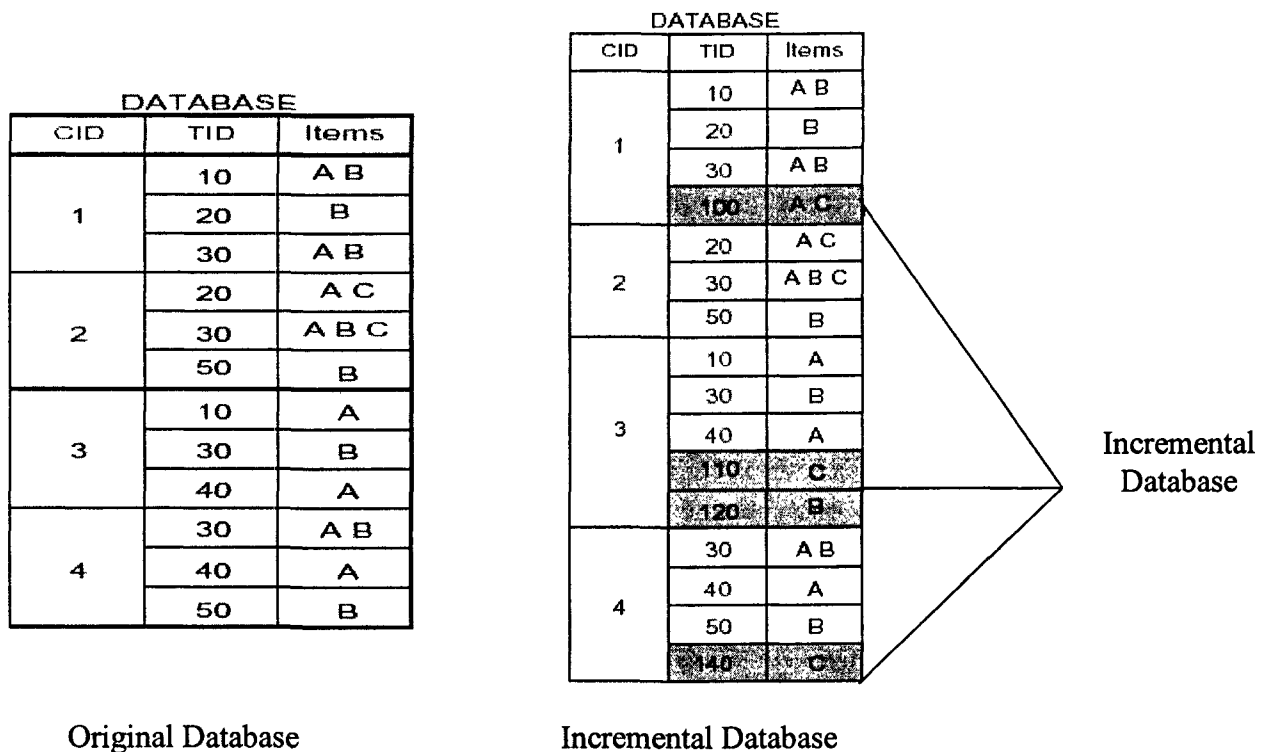 DATABASE
CID TID Items
1
10 A B
20 B
30 A B
2
20 A C
30 A B C
50 B
3
10 A
30 B
40 A
4
30 A B
40 A
50 B
Original Database
DATABASE
CID TID Items
1
10 A B
20 B
30 A B
100 A C
2
20 A C
30 A B C
50 B
3
10 A
30 B
40 A
110 C
120 B
4
30 A B
40 A
50 B
140 C
Incremental Database
Incremental
Database